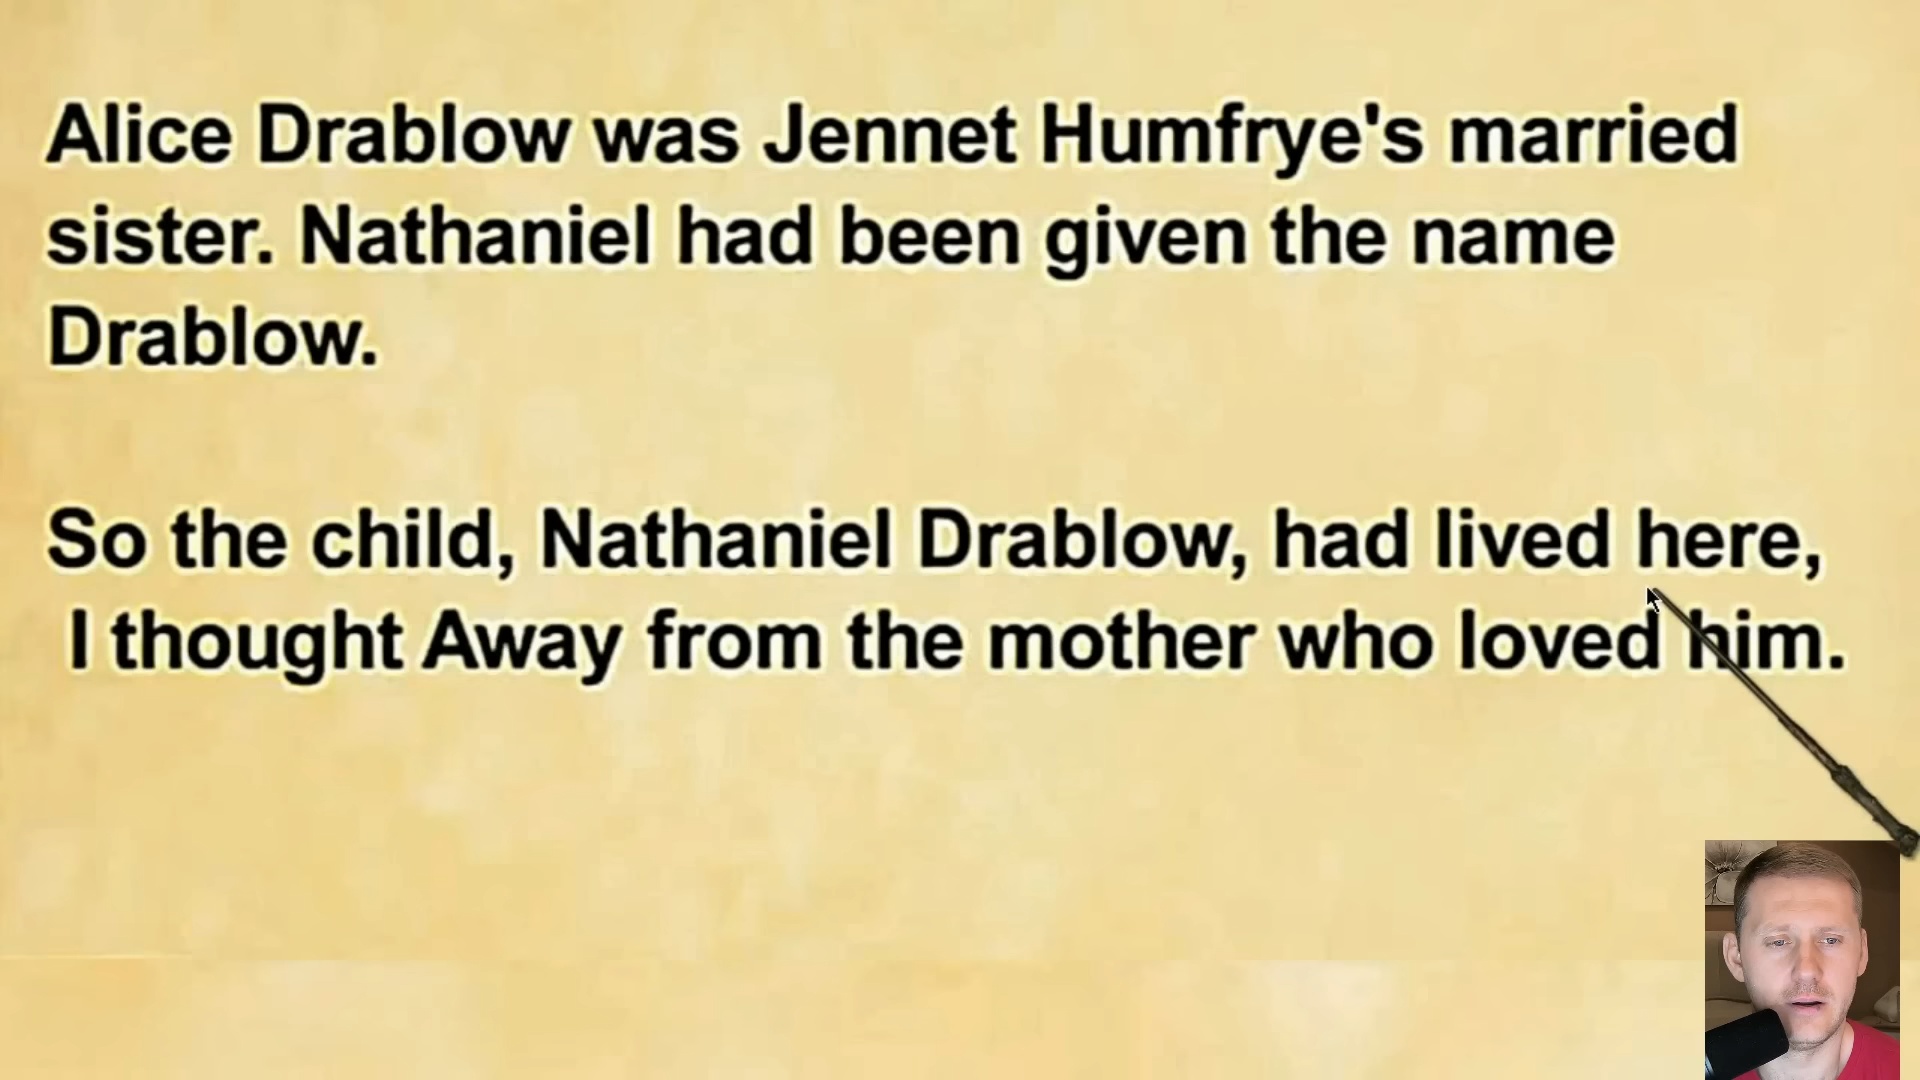 Alice Drablow was Jennet Humfrye's married
sister. Nathaniel had been given the name
Drablow.
So the child, Nathaniel Drablow, had lived here,
I thought Away from the mother who loved him.